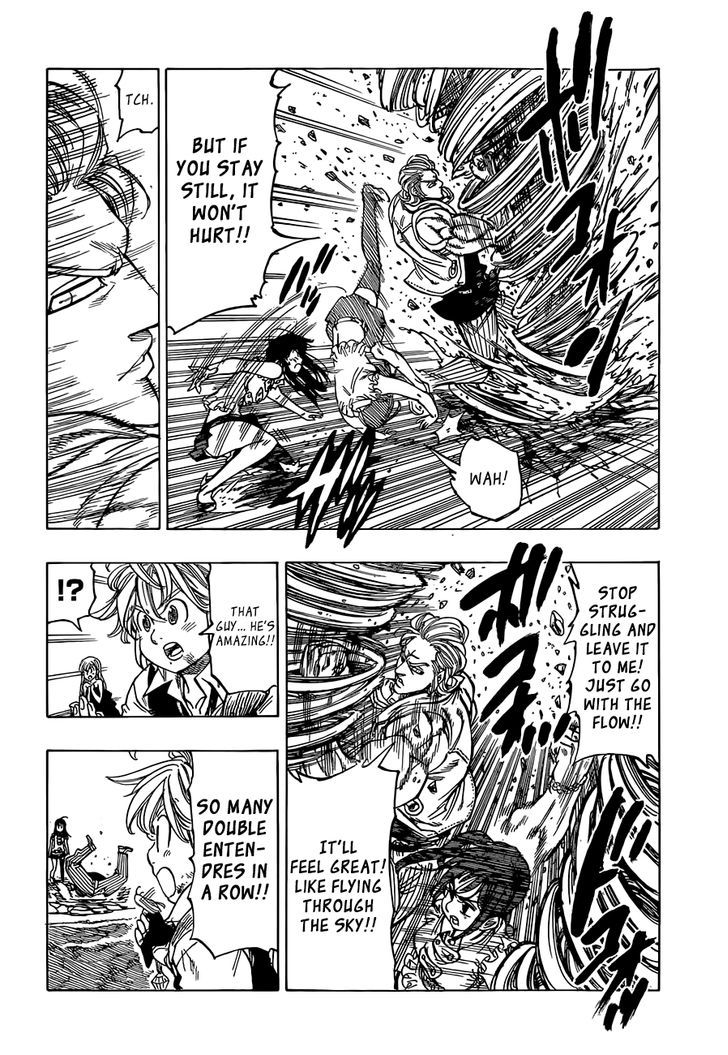 BUT IF
YOU STAY
STILL, IT
WON'T
HURT!!
WAH!
TCH.
STOP
STRUG-
GLING AND
LEAVE IT
TO ME!
JUST GO
WITH THE
FLOW!!
IT'LL
FEEL GREAT!
LIKE FLYING
THROUGH
THE SKY!!
THAT
GUY... HE'S
AMAZING!!
!?
SO MANY
DOUBLE
ENTEN-
DRES IN
A ROW!!